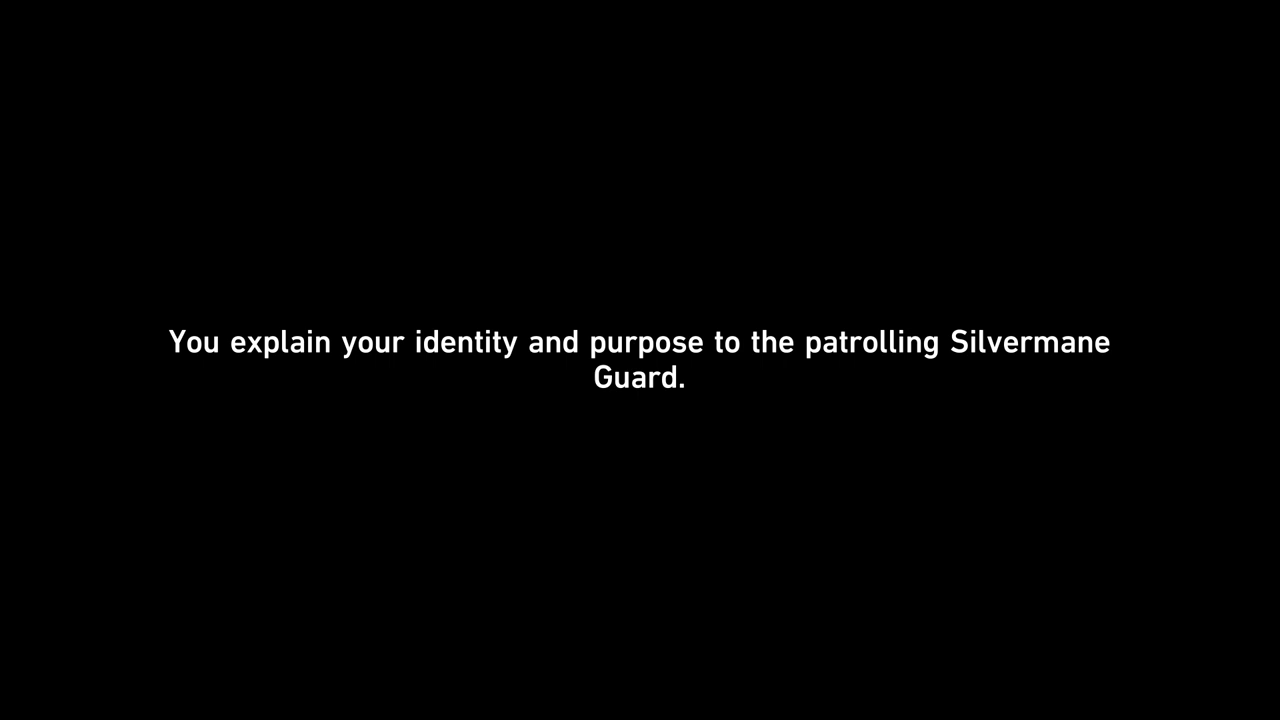 You explain your identity and purpose to the patrolling Silvermane
Guard.